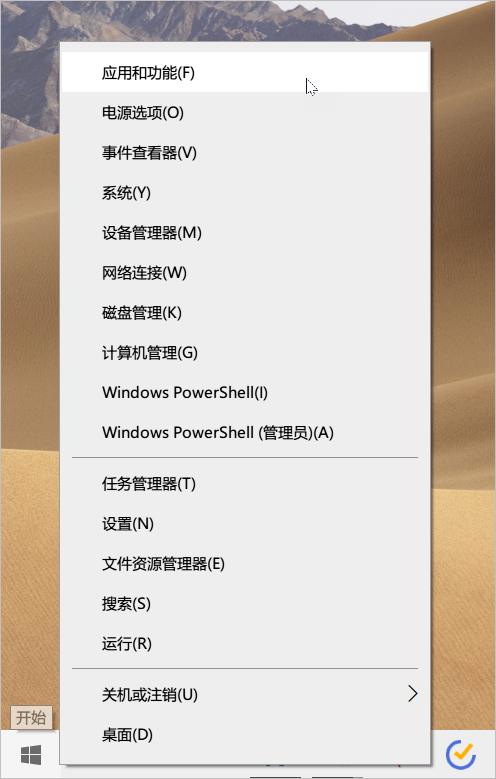 应用和功能(F)
电源选项(O)
事件查看器(V)
系统(Y)
设备管理器(M)
网络连接(W)
磁盘管理(K)
计算机管理(G)
Windows PowerShell(I)
Windows PowerShell (管理员)(A)
任务管理器(T)
设置(N)
文件资源管理器(E)
搜索(S)
运行(R)
关机或注销(U)
桌面(D)
开始